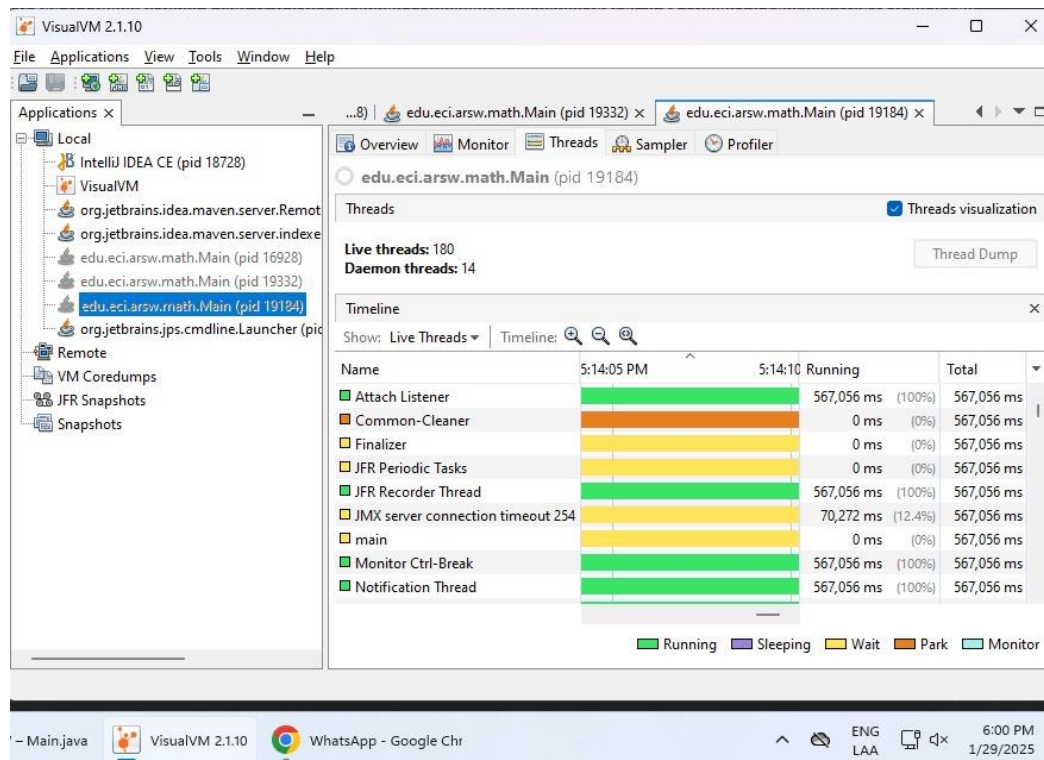 VisualVM 2.1.10
File Applications View Tools Window Help
Applications
...8) edu.eci.arsw.math.Main (pid 19332) edu.eci.arsw.math.Main (pid 19184)
Local
IntelliJ IDEA CE (pid 18728)
VisualVM
org.jetbrains.idea.maven.server.Remot
org.jetbrains.idea.maven.server.indexe
edu.eci.arsw.math.Main (pid 16928)
edu.eci.arsw.math.Main (pid 19332)
edu.eci.arsw.math.Main (pid 19184)
org.jetbrains.jps.cmdline.Launcher (pid
Remote
VM Coredumps
JFR Snapshots
Snapshots
Overview Monitor Threads Sampler Profiler
edu.eci.arsw.math.Main (pid 19184)
Threads Threads visualization
Live threads: 180
Daemon threads: 14
Thread Dump
Timeline
Show: Live Threads Timeline:
Name 5:14:05 PM 5:14:10 Running Total
Attach Listener 567,056 ms (100%) 567,056 ms
Common-Cleaner 0 ms (0%) 567,056 ms
Finalizer 0 ms (0%) 567,056 ms
JFR Periodic Tasks 0 ms (0%) 567,056 ms
JFR Recorder Thread 567,056 ms (100%) 567,056 ms
JMX server connection timeout 254 70,272 ms (12.4%) 567,056 ms
main 0 ms (0%) 567,056 ms
Monitor Ctrl-Break 567,056 ms (100%) 567,056 ms
Notification Thread 567,056 ms (100%) 567,056 ms
Running Sleeping Wait Park Monitor
– Main.java VisualVM 2.1.10 WhatsApp - Google Chr
ENG
LAA
6:00 PM
1/29/2025